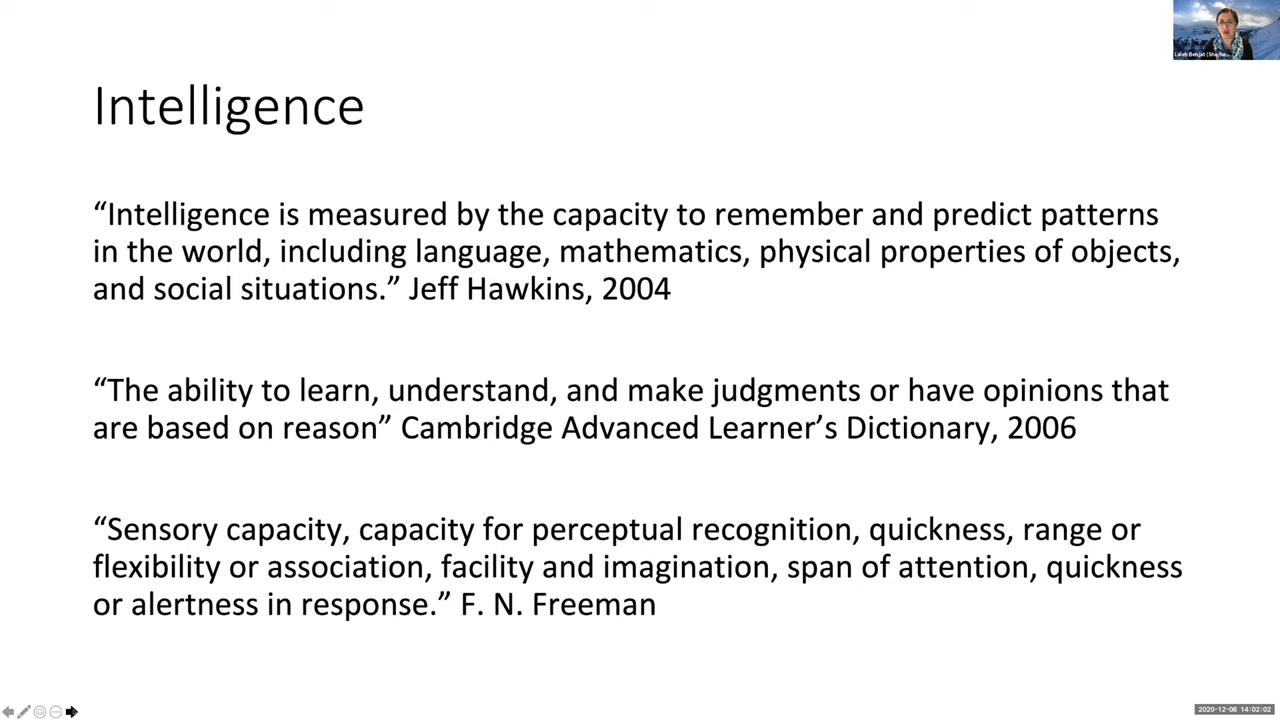 Laleh Behjat (She/he...
Intelligence
“Intelligence is measured by the capacity to remember and predict patterns
in the world, including language, mathematics, physical properties of objects,
and social situations.” Jeff Hawkins, 2004
“The ability to learn, understand, and make judgments or have opinions that
are based on reason” Cambridge Advanced Learner’s Dictionary, 2006
“Sensory capacity, capacity for perceptual recognition, quickness, range or
flexibility or association, facility and imagination, span of attention, quickness
or alertness in response.” F. N. Freeman
2020-12-08 14:02:02